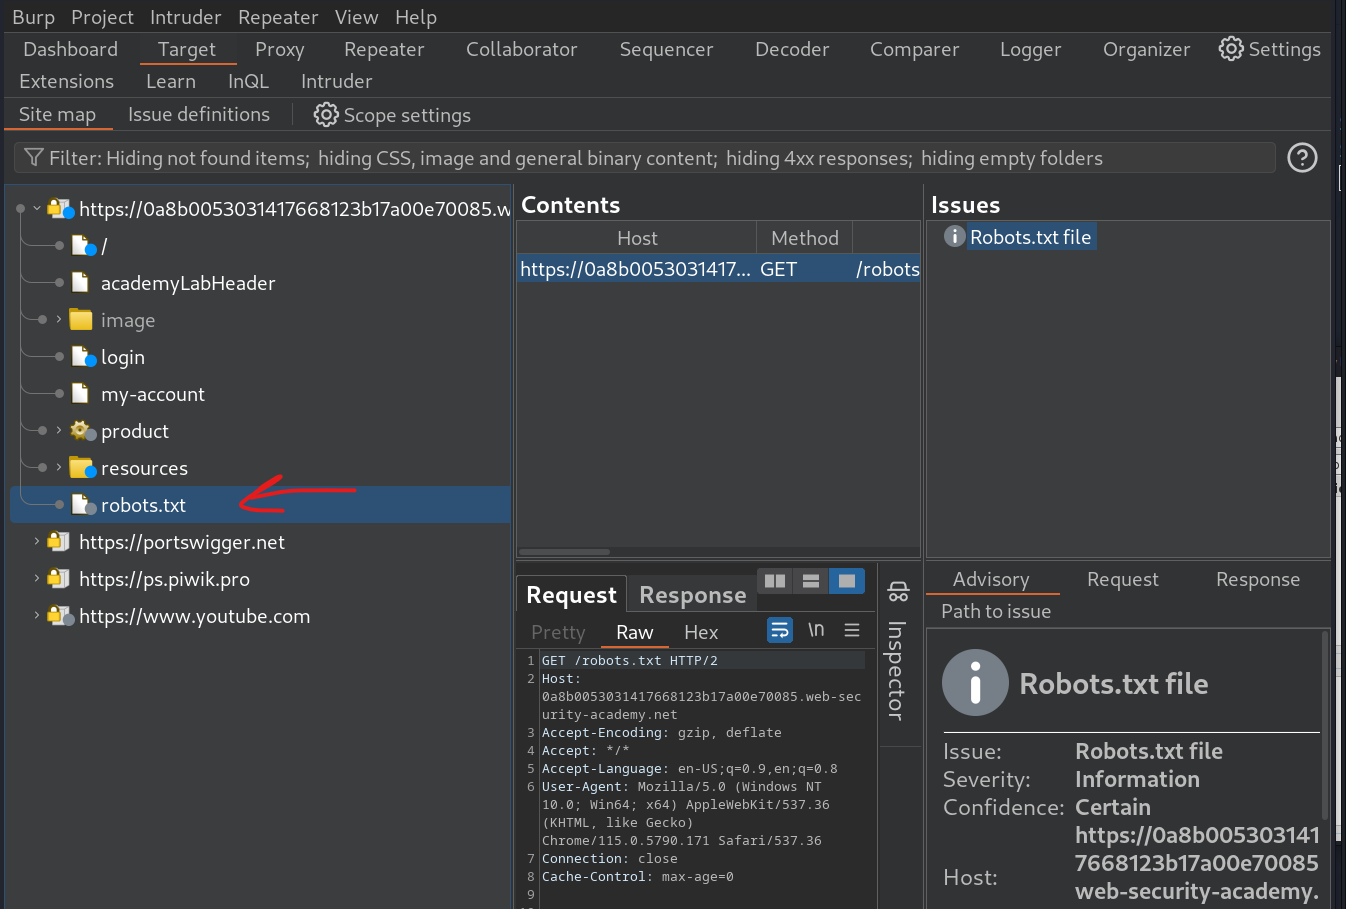 Burp Project Intruder Repeater View Help
Dashboard Target Proxy Repeater Collaborator Sequencer Decoder Comparer Logger Organizer Settings
Extensions Learn InQL Intruder
Site map Issue definitions Scope settings
Filter: Hiding not found items; hiding CSS, image and general binary content; hiding 4xx responses; hiding empty folders
https://0a8b0053031417668123b17a00e70085.w
/
academyLabHeader
image
login
my-account
product
resources
robots.txt
https://portswigger.net
https://ps.piwik.pro
https://www.youtube.com
Contents
Host Method
https://0a8b0053031417... GET /robots
Issues
Robots.txt file
Request Response
Pretty Raw Hex \n
1 GET /robots.txt HTTP/2
2 Host:
0a8b0053031417668123b17a00e70085.web-sec
urity-academy.net
3 Accept-Encoding: gzip, deflate
4 Accept: */*
5 Accept-Language: en-US;q=0.9,en;q=0.8
6 User-Agent: Mozilla/5.0 (Windows NT
10.0; Win64; x64) AppleWebKit/537.36
(KHTML, like Gecko)
Chrome/115.0.5790.171 Safari/537.36
7 Connection: close
8 Cache-Control: max-age=0
9
Inspector
Advisory Request Response
Path to issue
Robots.txt file
Issue: Robots.txt file
Severity: Information
Confidence: Certain
Host: https://0a8b005303141
7668123b17a00e70085
web-security-academy.